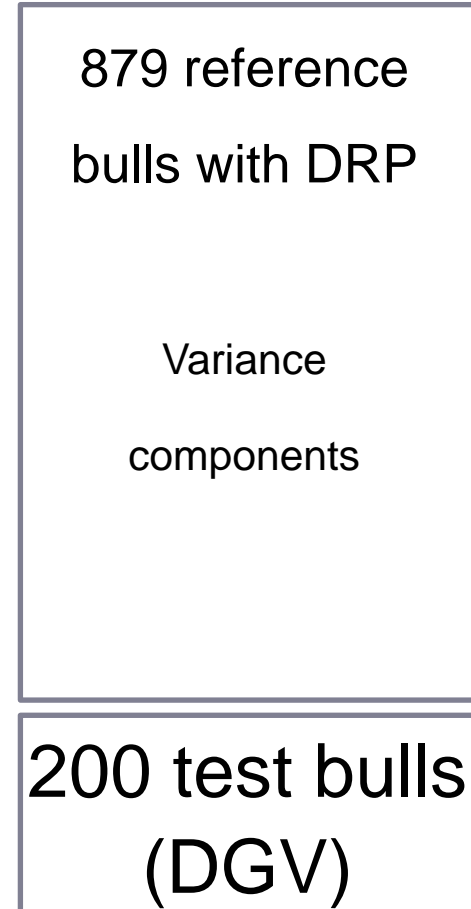 879 reference
bulls with DRP
Variance
components
200 test bulls
(DGV)